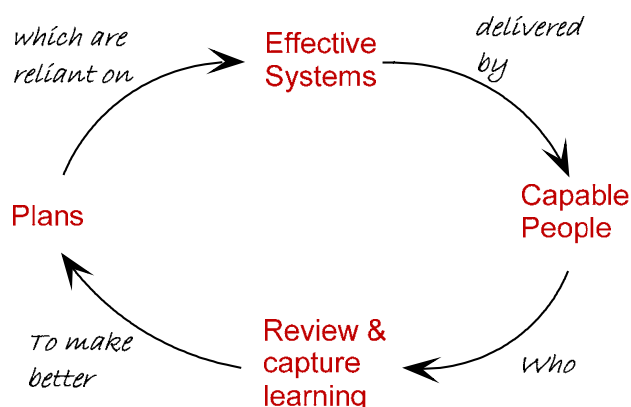 which are
reliant on
Effective
Systems
delivered
by
Capable
People
Who
Review &
capture
learning
To make
better
Plans